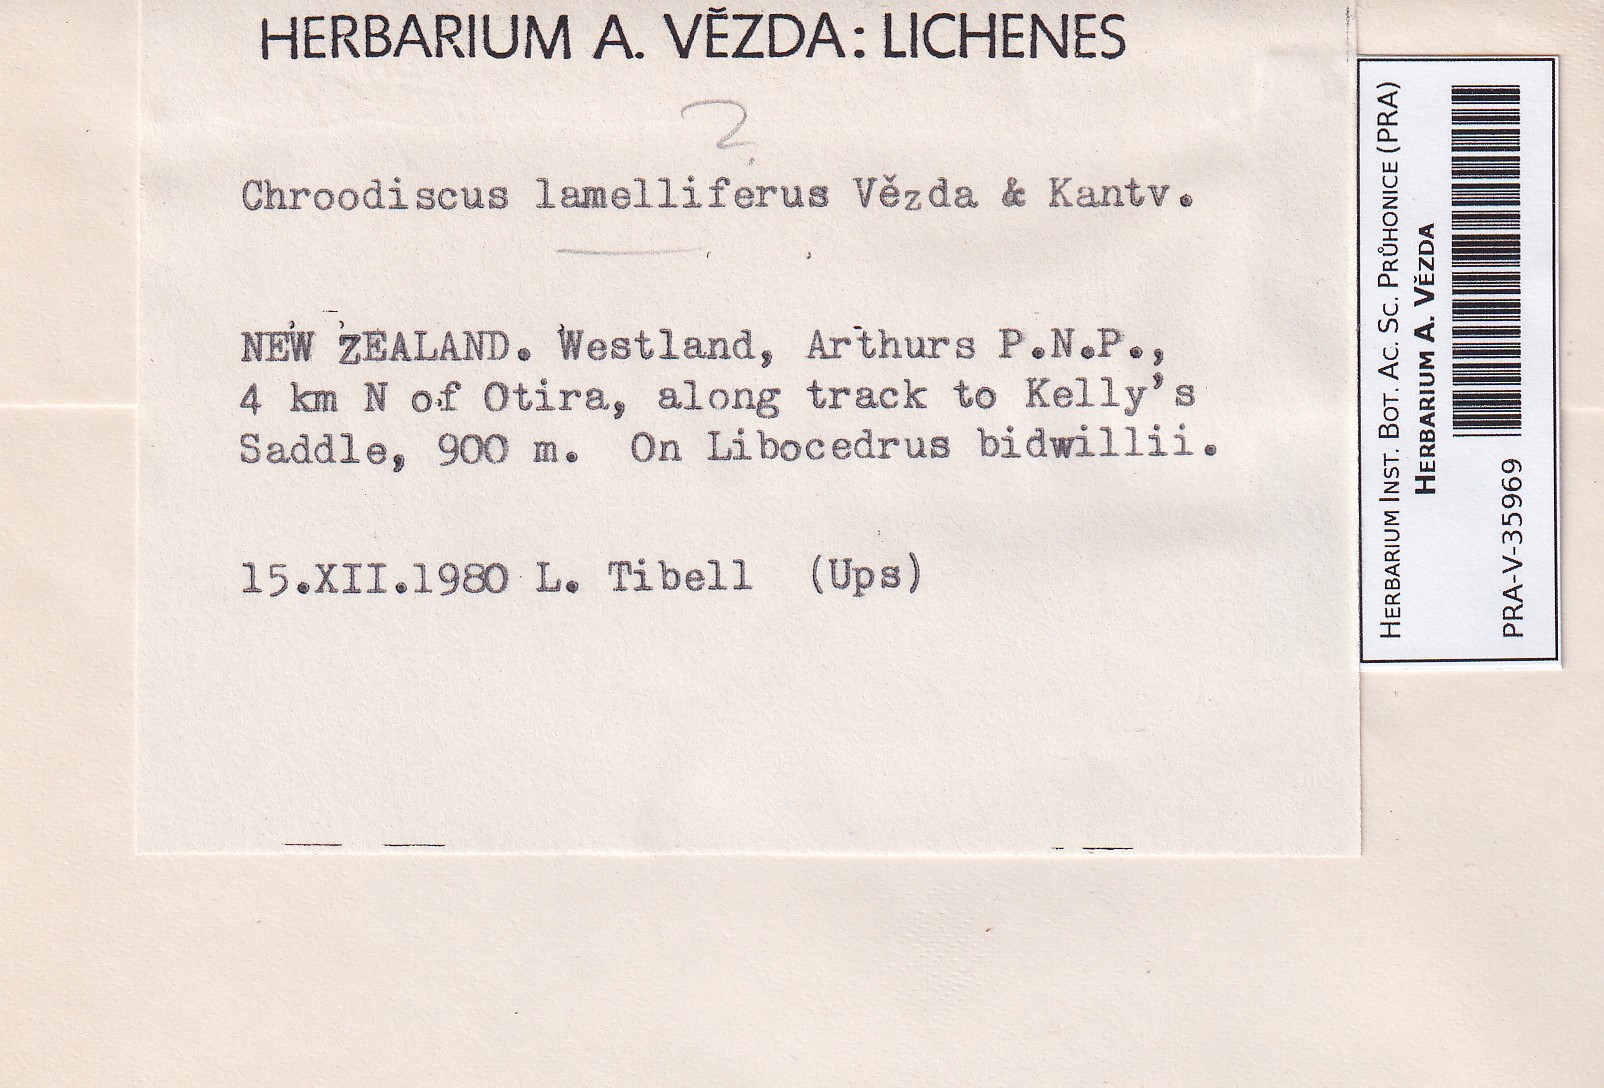 HERBARIUM A. VĚZDA: LICHENES
?
Chroodiscus lamelliferus Vězda & Kantv.
NEW ZEALAND. Westland, Arthurs P.N.P.,
4 km N of Otira, along track to Kelly's
Saddle, 900 m. On Libocedrus bidwillii.
15.XII.1980 L. Tibell (Ups)
HERBARIUM INST. BOT. AC. SC. PRŮHONICE (PRA)
HERBARIUM A. VĚZDA
PRA-V-35969